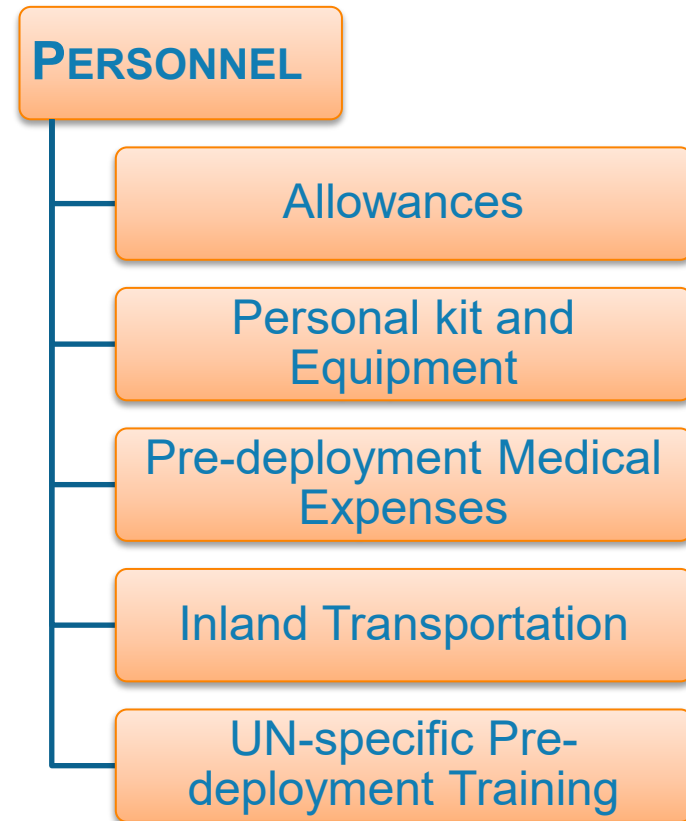 PERSONNEL
Allowances
Personal kit and
Equipment
Pre-deployment Medical
Expenses
Inland Transportation
UN-specific Pre-
deployment Training